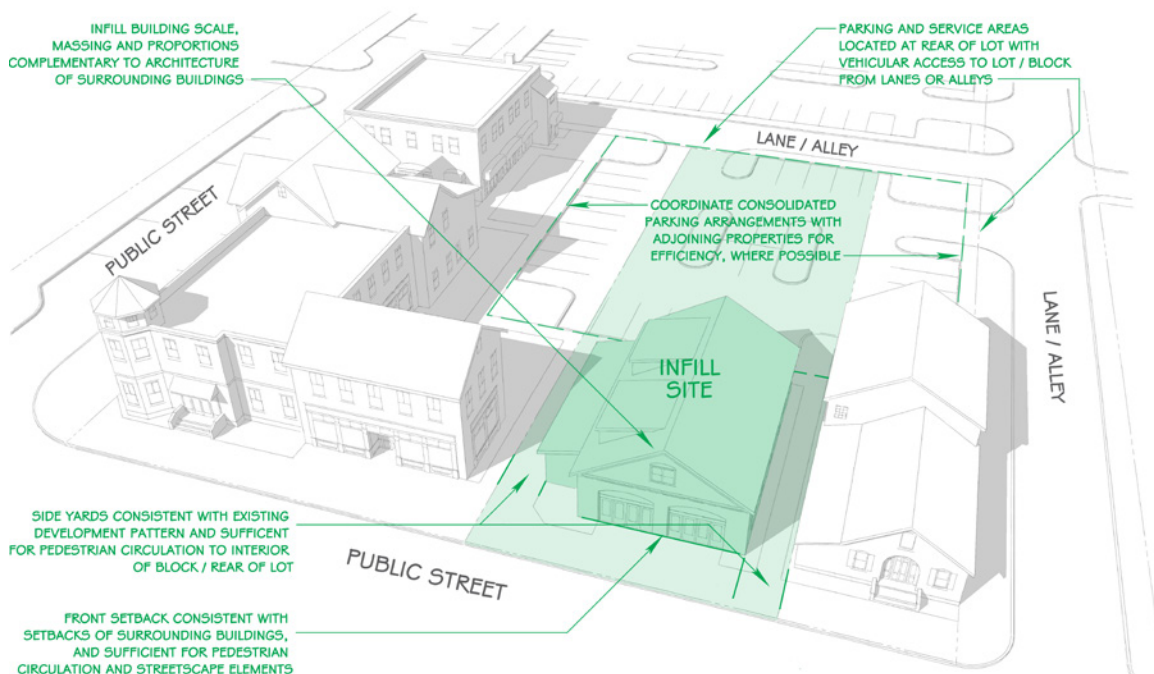 INFILL BUILDING SCALE,
MASSING AND PROPORTIONS
COMPLEMENTARY TO ARCHITECTURE
OF SURROUNDING BUILDINGS
PARKING AND SERVICE AREAS
LOCATED AT REAR OF LOT WITH
VEHICULAR ACCESS TO LOT / BLOCK
FROM LANES OR ALLEYS
LANE / ALLEY
PUBLIC STREET
COORDINATE CONSOLIDATED
PARKING ARRANGEMENTS WITH
ADJOINING PROPERTIES FOR
EFFICIENCY, WHERE POSSIBLE
LANE / ALLEY
INFILL
SITE
SIDE YARDS CONSISTENT WITH EXISTING
DEVELOPMENT PATTERN AND SUFFICENT
FOR PEDESTRIAN CIRCULATION TO INTERIOR
OF BLOCK / REAR OF LOT
PUBLIC STREET
FRONT SETBACK CONSISTENT WITH
SETBACKS OF SURROUNDING BUILDINGS,
AND SUFFICIENT FOR PEDESTRIAN
CIRCULATION AND STREETSCAPE ELEMENTS